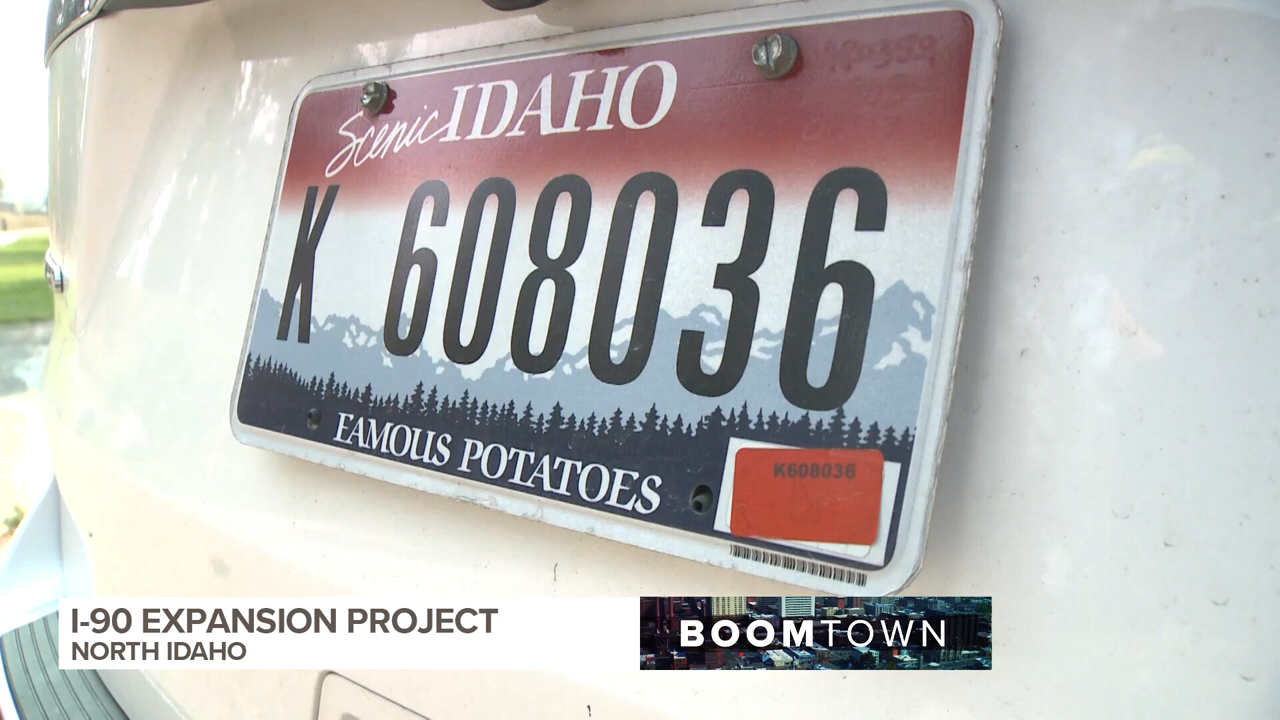 Scenic IDAHO
K 608036
FAMOUS POTATOES
K608036
I-90 EXPANSION PROJECT
NORTH IDAHO
BOOMTOWN